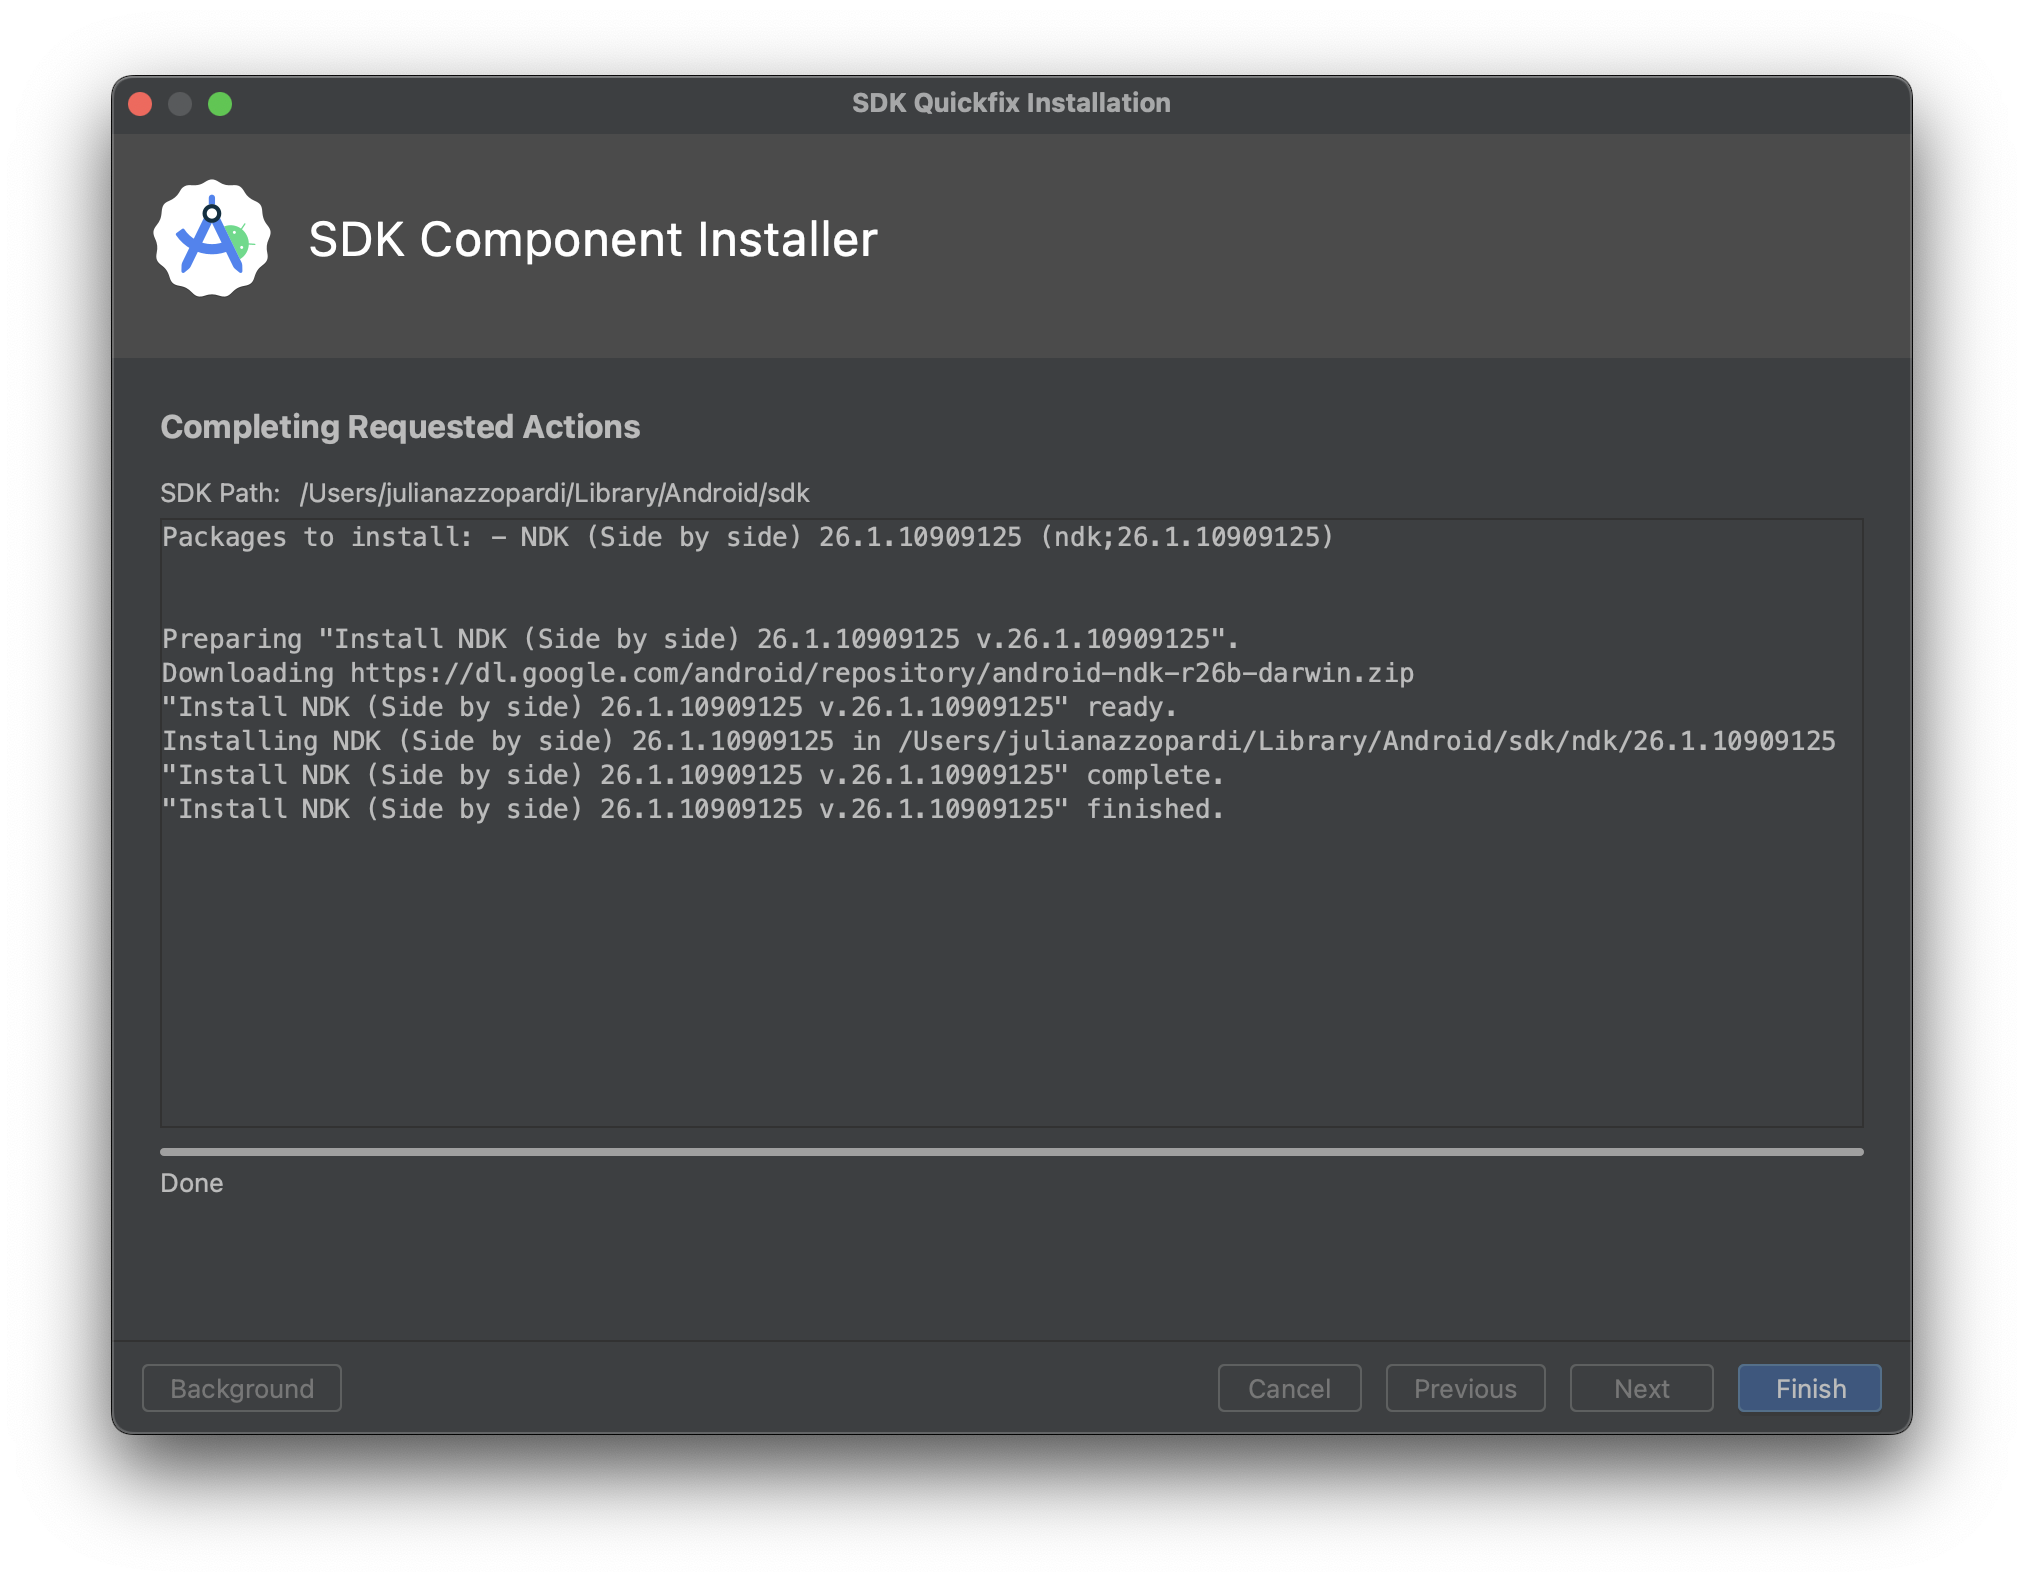 SDK Quickfix Installation
SDK Component Installer
Completing Requested Actions
SDK Path: /Users/julianazzopardi/Library/Android/sdk
Packages to install: - NDK (Side by side) 26.1.10909125 (ndk;26.1.10909125)
Preparing "Install NDK (Side by side) 26.1.10909125 v.26.1.10909125".
Downloading https://dl.google.com/android/repository/android-ndk-r26b-darwin.zip
"Install NDK (Side by side) 26.1.10909125 v.26.1.10909125" ready.
Installing NDK (Side by side) 26.1.10909125 in /Users/julianazzopardi/Library/Android/sdk/ndk/26.1.10909125
"Install NDK (Side by side) 26.1.10909125 v.26.1.10909125" complete.
"Install NDK (Side by side) 26.1.10909125 v.26.1.10909125" finished.
Done
Background Cancel Previous Next Finish